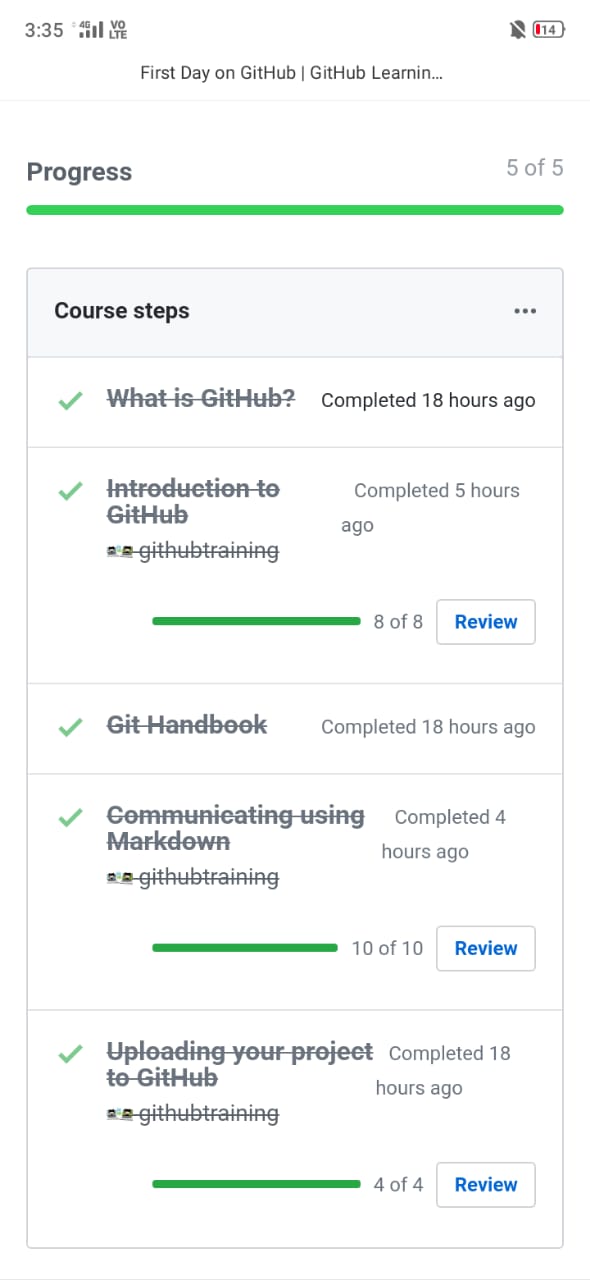 3:35 4G VO LTE 14
First Day on GitHub | GitHub Learnin...
Progress 5 of 5
Course steps
What is GitHub? Completed 18 hours ago
Introduction to GitHub Completed 5 hours ago
githubtraining
8 of 8 Review
Git Handbook Completed 18 hours ago
Communicating using Markdown Completed 4 hours ago
githubtraining
10 of 10 Review
Uploading your project to GitHub Completed 18 hours ago
githubtraining
4 of 4 Review